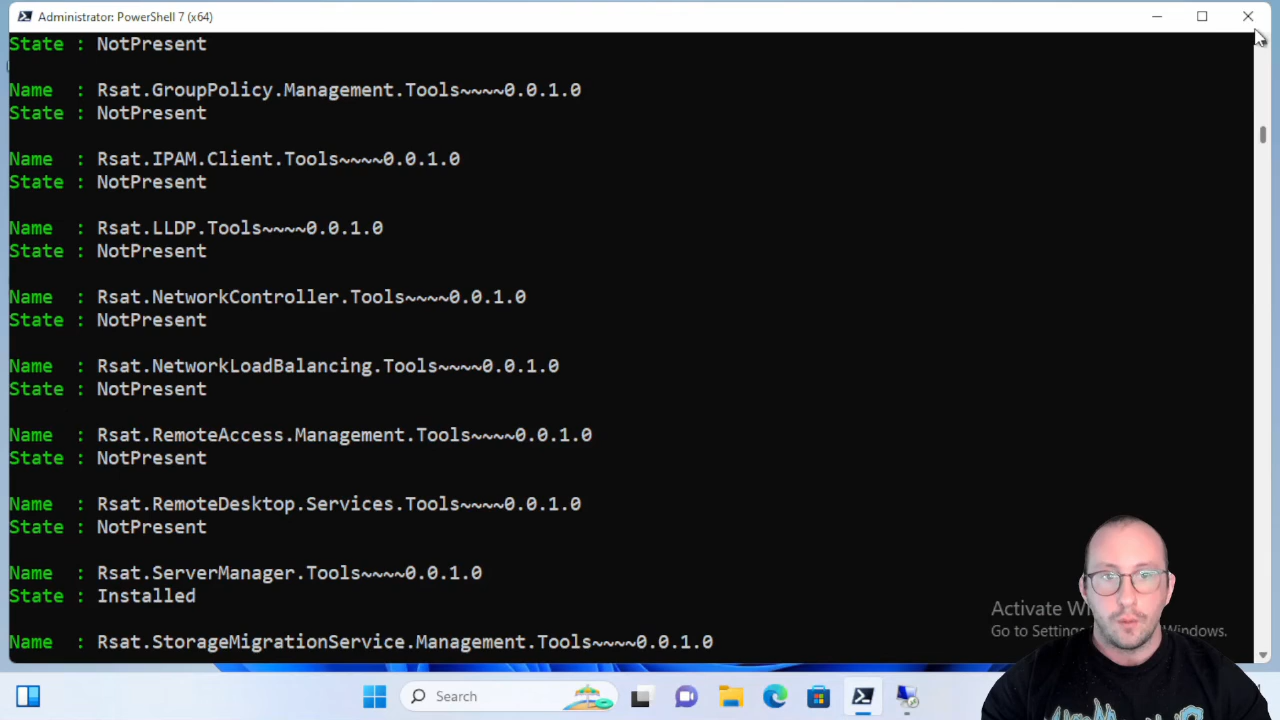 Administrator: PowerShell 7 (x64)
State : NotPresent
Name : Rsat.GroupPolicy.Management.Tools~~~~0.0.1.0
State : NotPresent
Name : Rsat.IPAM.Client.Tools~~~~0.0.1.0
State : NotPresent
Name : Rsat.LLDP.Tools~~~~0.0.1.0
State : NotPresent
Name : Rsat.NetworkController.Tools~~~~0.0.1.0
State : NotPresent
Name : Rsat.NetworkLoadBalancing.Tools~~~~0.0.1.0
State : NotPresent
Name : Rsat.RemoteAccess.Management.Tools~~~~0.0.1.0
State : NotPresent
Name : Rsat.RemoteDesktop.Services.Tools~~~~0.0.1.0
State : NotPresent
Name : Rsat.ServerManager.Tools~~~~0.0.1.0
State : Installed
Name : Rsat.StorageMigrationService.Management.Tools~~~~0.0.1.0
Activate
Go to Settings Windows.
Search